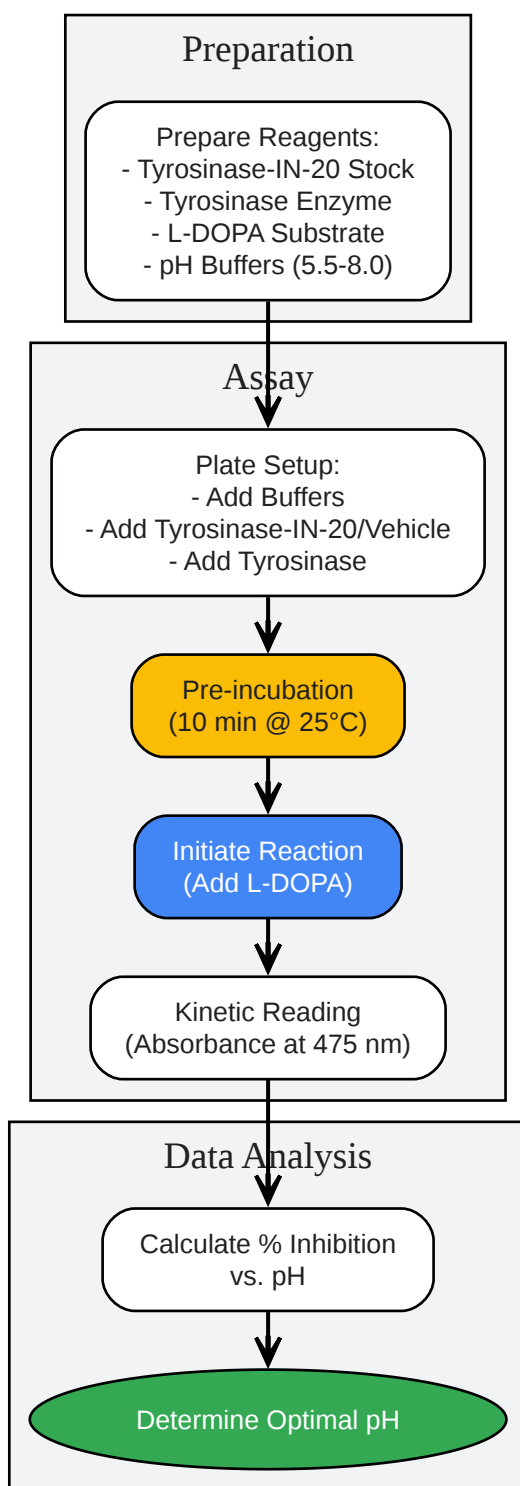 Preparation
Prepare Reagents:
- Tyrosinase-IN-20 Stock
- Tyrosinase Enzyme
- L-DOPA Substrate
- pH Buffers (5.5-8.0)
Assay
Plate Setup:
- Add Buffers
- Add Tyrosinase-IN-20/Vehicle
- Add Tyrosinase
Pre-incubation
(10 min @ 25°C)
Initiate Reaction
(Add L-DOPA)
Kinetic Reading
(Absorbance at 475 nm)
Data Analysis
Calculate % Inhibition
vs. pH
Determine Optimal pH